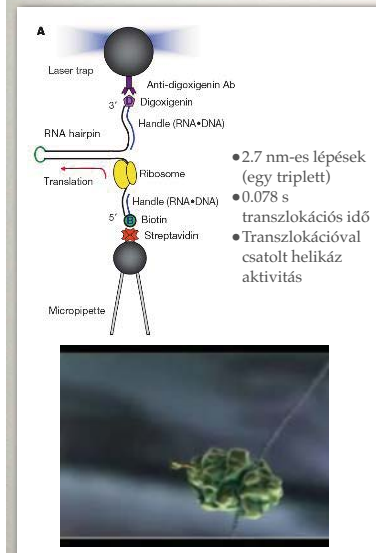 A
Laser trap
Anti-digoxigenin Ab
3′ D Digoxigenin
Handle (RNA•DNA)
RNA hairpin
Ribosome
Translation
Handle (RNA•DNA)
5′ B Biotin
Streptavidin
Micropipette
●2.7 nm-es lépések
(egy triplett)
●0.078 s
transzlokációs idő
●Transzlokációval
csatolt helikáz
aktivitás